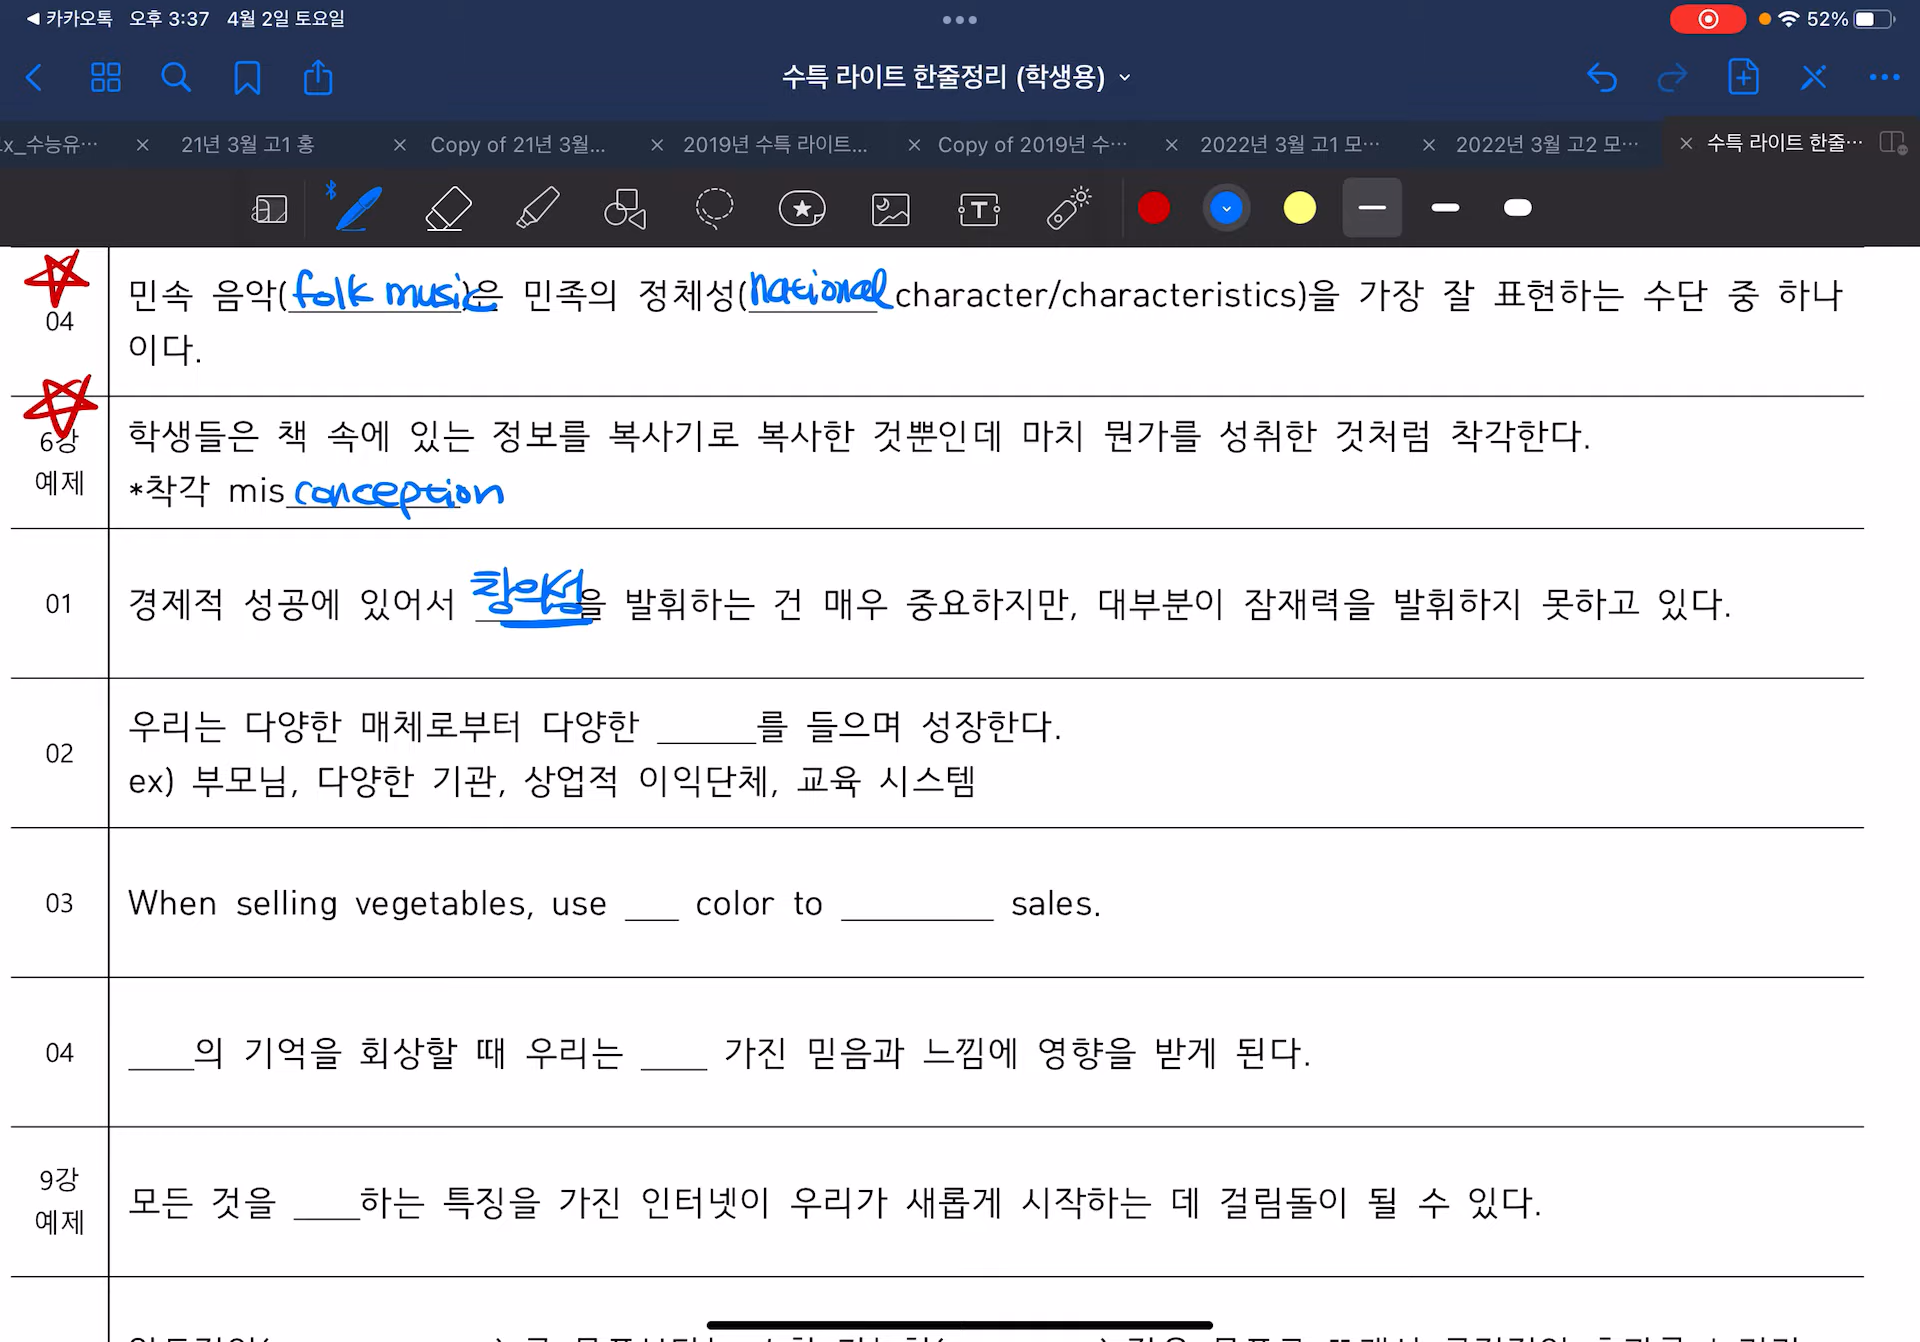 카카오톡 오후 3:37 4월 2일 토요일
52%
수특 라이트 한줄정리 (학생용)
x_수능유… 21년 3월 고1 홍 Copy of 21년 3월... 2019년 수특 라이트... Copy of 2019년 수… 2022년 3월 고1 모… 2022년 3월 고2 모… 수특 라이트 한줄…
04
민속 음악(folk music)은 민족의 정체성(national character/characteristics)을 가장 잘 표현하는 수단 중 하나
이다.
6강
예제
학생들은 책 속에 있는 정보를 복사기로 복사한 것뿐인데 마치 뭔가를 성취한 것처럼 착각한다.
*착각 misconception
01
경제적 성공에 있어서 창의성을 발휘하는 건 매우 중요하지만, 대부분이 잠재력을 발휘하지 못하고 있다.
02
우리는 다양한 매체로부터 다양한 ______를 들으며 성장한다.
ex) 부모님, 다양한 기관, 상업적 이익단체, 교육 시스템
03
When selling vegetables, use ___ color to _________ sales.
04
____의 기억을 회상할 때 우리는 ____ 가진 믿음과 느낌에 영향을 받게 된다.
9강
예제
모든 것을 ____하는 특징을 가진 인터넷이 우리가 새롭게 시작하는 데 걸림돌이 될 수 있다.